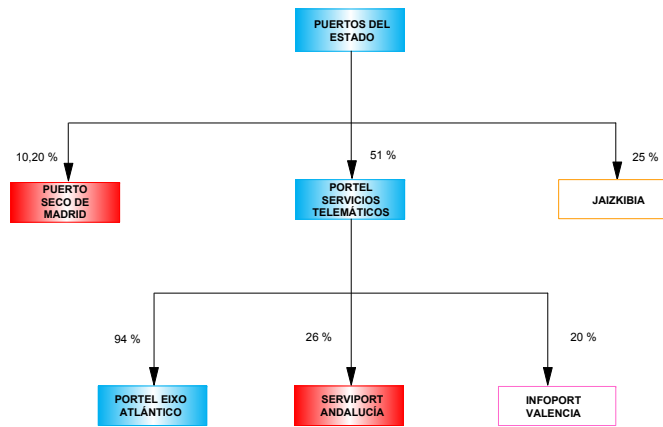 PUERTOS DEL
ESTADO
10,20 %
51 %
25 %
PUERTO
SECO DE
MADRID
PORTEL
SERVICIOS
TELEMÁTICOS
JAIZKIBIA
94 %
26 %
20 %
PORTEL EIXO
ATLÁNTICO
SERVIPORT
ANDALUCÍA
INFOPORT
VALENCIA